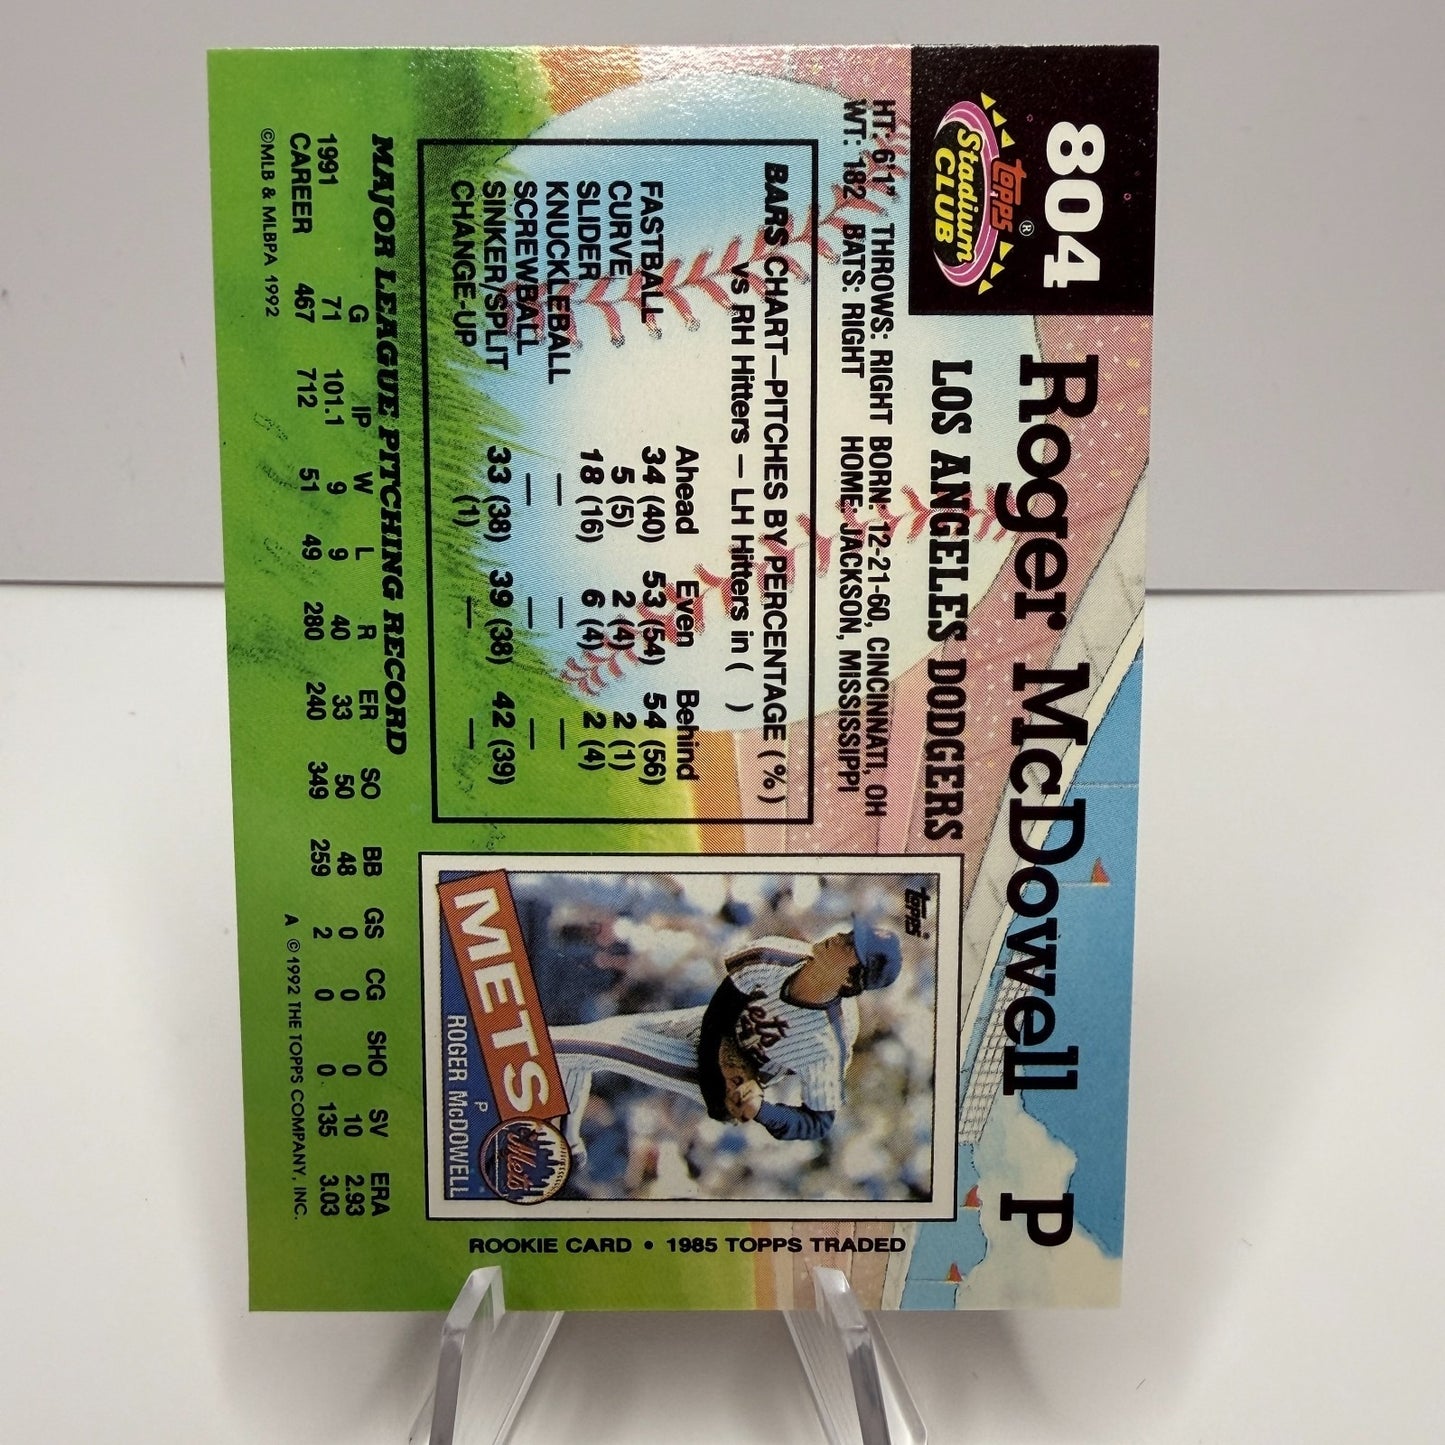 804
Roger McDowell P
topps®
Stadium
CLUB
LOS ANGELES DODGERS
HT: 6'1" THROWS: RIGHT BORN: 12-21-60, CINCINNATI, OH
WT: 182 BATS: RIGHT HOME: JACKSON, MISSISSIPPI
BARS CHART—PITCHES BY PERCENTAGE (%)
vs RH Hitters — LH Hitters in ( )
Ahead Even Behind
FASTBALL 34 (40) 53 (54) 54 (56)
CURVE 5 (5) 2 (4) 2 (1)
SLIDER 18 (16) 6 (4) 2 (4)
KNUCKLEBALL — — —
SCREWBALL — — —
SINKER/SPLIT 33 (38) 39 (38) 42 (39)
CHANGE-UP (1) — —
topps
Mets
METS
P
Mets
ROGER McDOWELL
ROOKIE CARD • 1985 TOPPS TRADED
MAJOR LEAGUE PITCHING RECORD
G IP W L R ER SO BB GS CG SHO SV ERA
1991 71 101.1 9 9 40 33 50 48 0 0 0 10 2.93
CAREER 467 712 51 49 280 240 349 259 2 0 0 135 3.03
©MLB & MLBPA 1992 A ©1992 THE TOPPS COMPANY, INC.